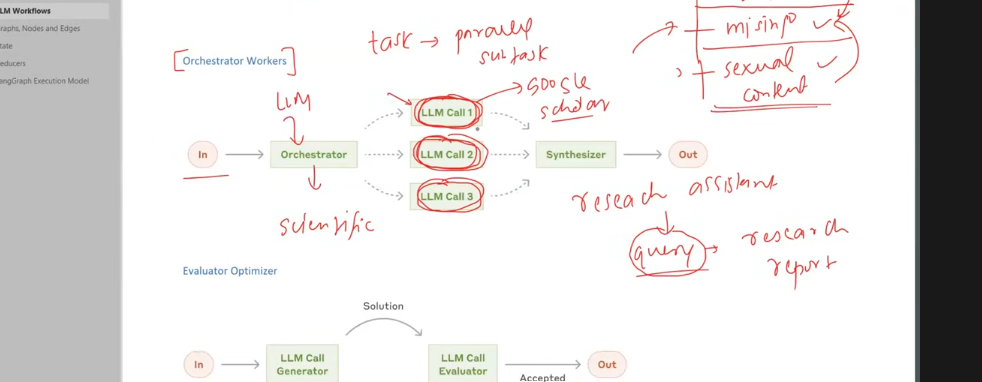 LLM Workflows
Graphs, Nodes and Edges
State
Reducers
LangGraph Execution Model
misinfo
sexual
content
task → parallel
subtask
[Orchestrator Workers]
LLM
google
scholar
LLM Call 1
In
Orchestrator
LLM Call 2
Synthesizer
Out
LLM Call 3
scientific
reseach assistant
query → research
report
Evaluator Optimizer
Solution
In
LLM Call
Generator
LLM Call
Evaluator
Accepted
Out